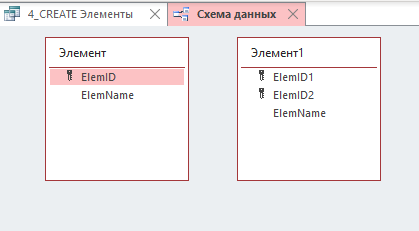 4_CREATE Элементы
Схема данных
Элемент
ElemID
ElemName
Элемент1
ElemID1
ElemID2
ElemName